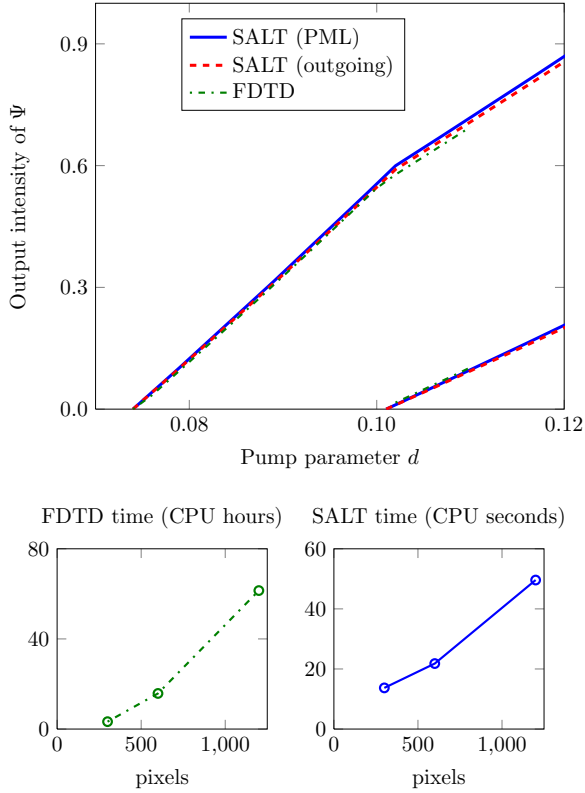 0.9
0.6
0.3
0.0
Output intensity of Ψ
SALT (PML)
SALT (outgoing)
FDTD
0.08
0.10
0.12
Pump parameter d
FDTD time (CPU hours)
80
40
0
0
500
1,000
pixels
SALT time (CPU seconds)
60
40
20
0
0
500
1,000
pixels